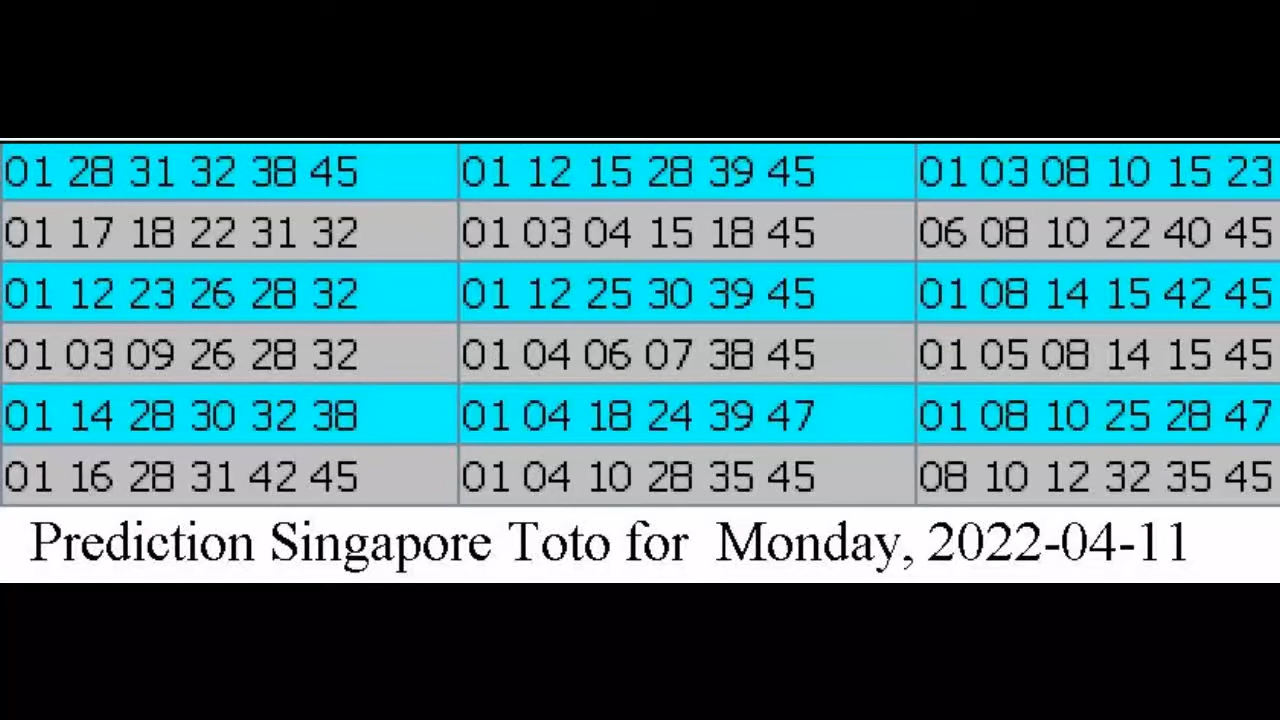 01 28 31 32 38 45 01 12 15 28 39 45 01 03 08 10 15 23
01 17 18 22 31 32 01 03 04 15 18 45 06 08 10 22 40 45
01 12 23 26 28 32 01 12 25 30 39 45 01 08 14 15 42 45
01 03 09 26 28 32 01 04 06 07 38 45 01 05 08 14 15 45
01 14 28 30 32 38 01 04 18 24 39 47 01 08 10 25 28 47
01 16 28 31 42 45 01 04 10 28 35 45 08 10 12 32 35 45
Prediction Singapore Toto for Monday, 2022-04-11